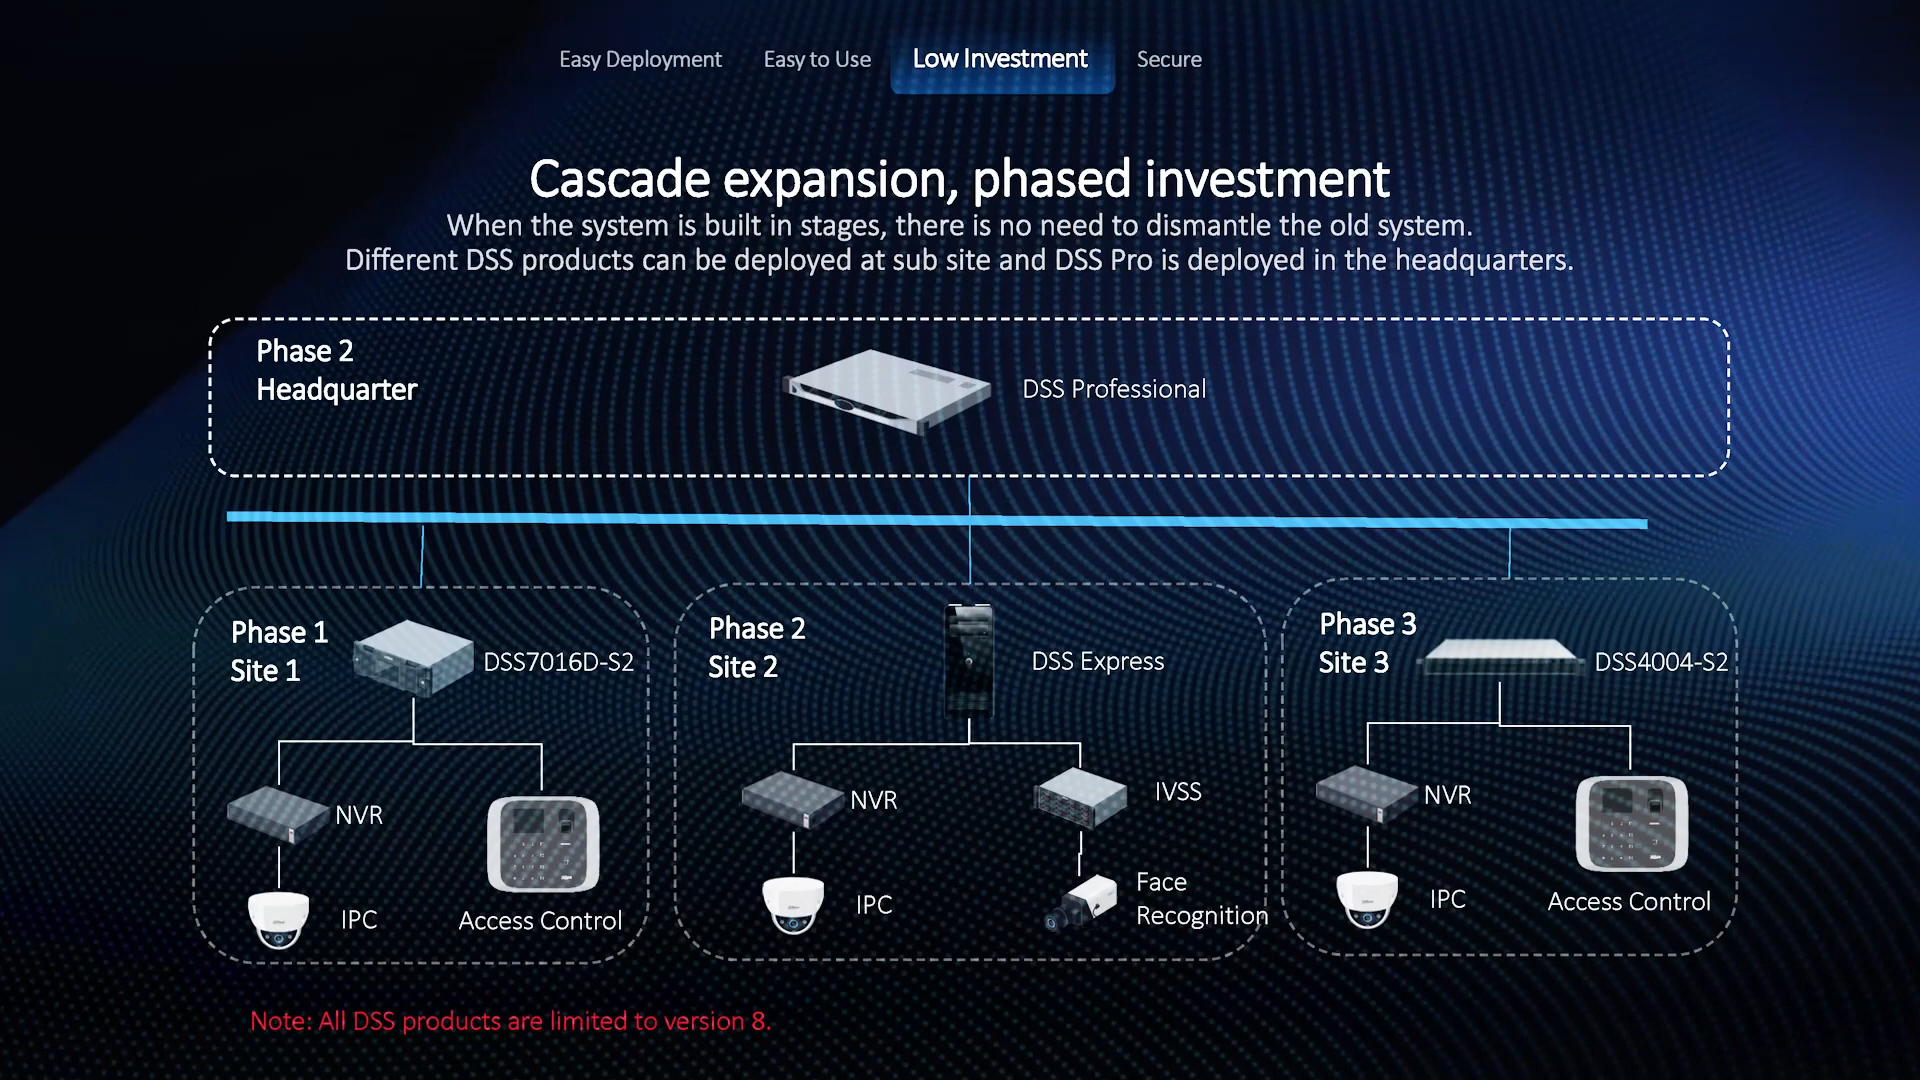 Easy Deployment
Easy to Use
Low Investment
Secure
Cascade expansion, phased investment
When the system is built in stages, there is no need to dismantle the old system.
Different DSS products can be deployed at sub site and DSS Pro is deployed in the headquarters.
Phase 2
Headquarter
DSS Professional
Phase 1
Site 1
DSS7016D-S2
NVR
IPC
Access Control
Phase 2
Site 2
DSS Express
NVR
IVSS
IPC
Face
Recognition
Phase 3
Site 3
DSS4004-S2
NVR
IPC
Access Control
Note: All DSS products are limited to version 8.